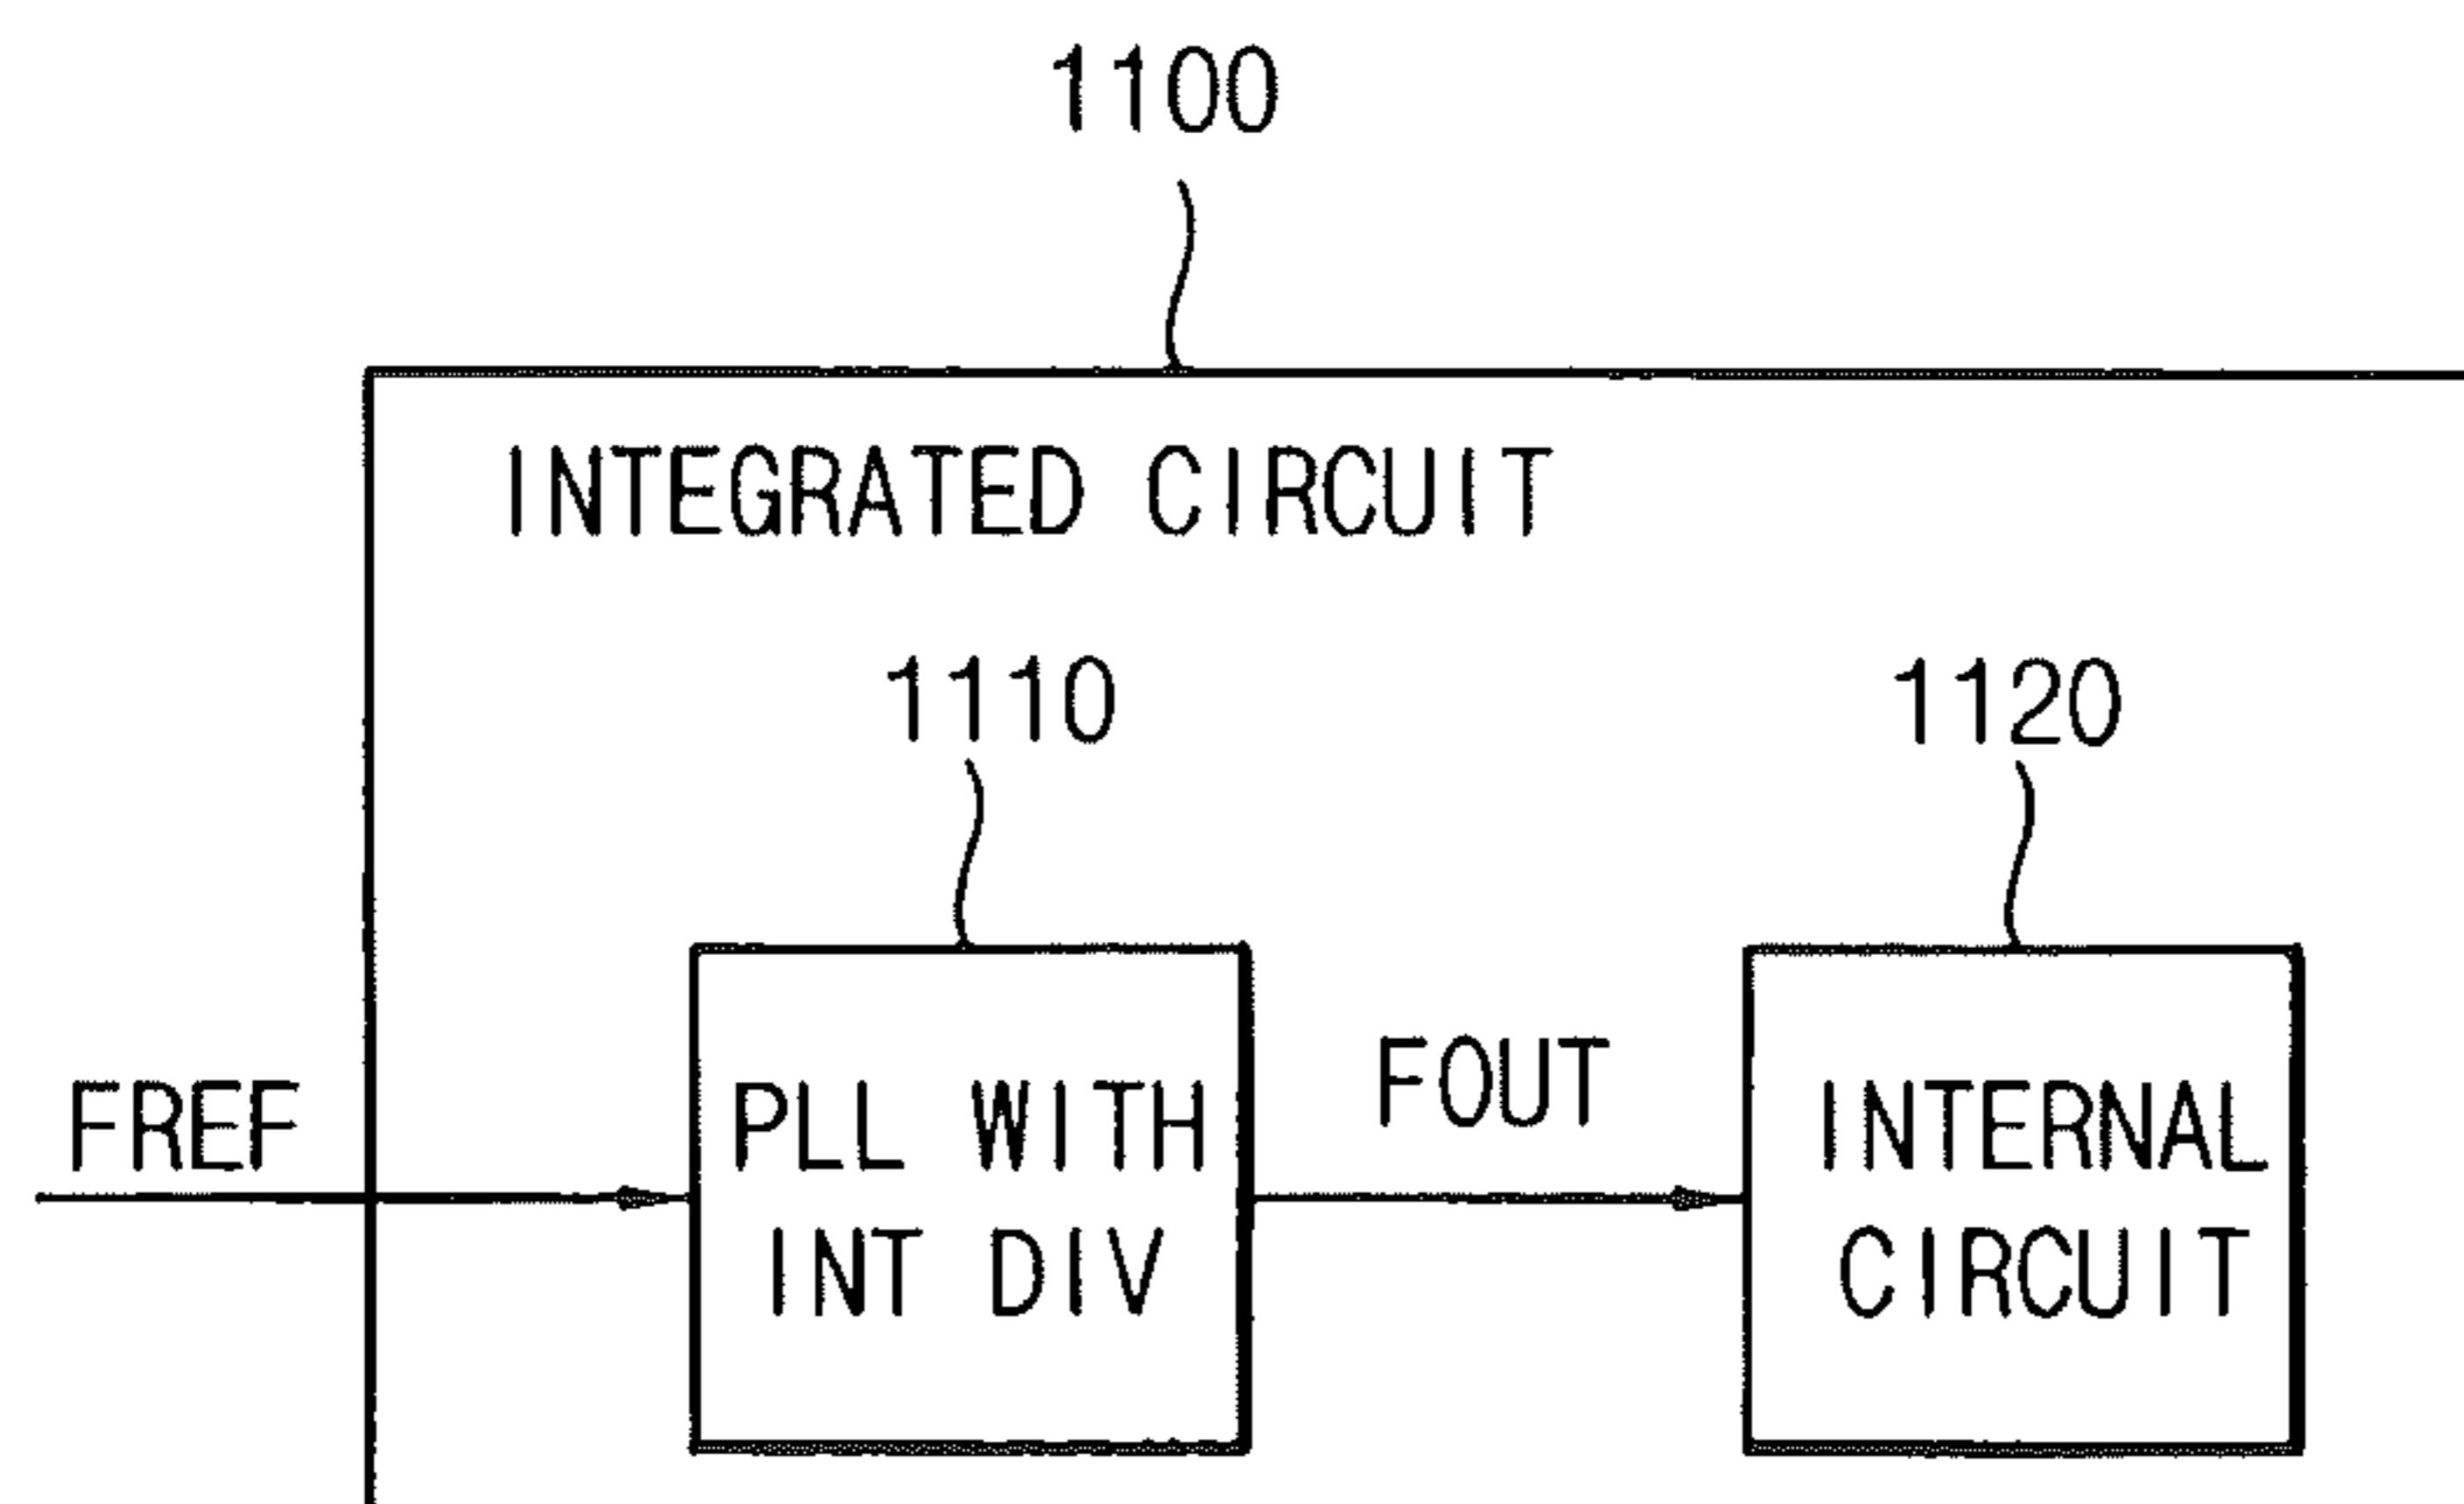 1100
INTEGRATED CIRCUIT
1110
1120
FREF
PLL WITH
INT DIV
FOUT
INTERNAL
CIRCUIT